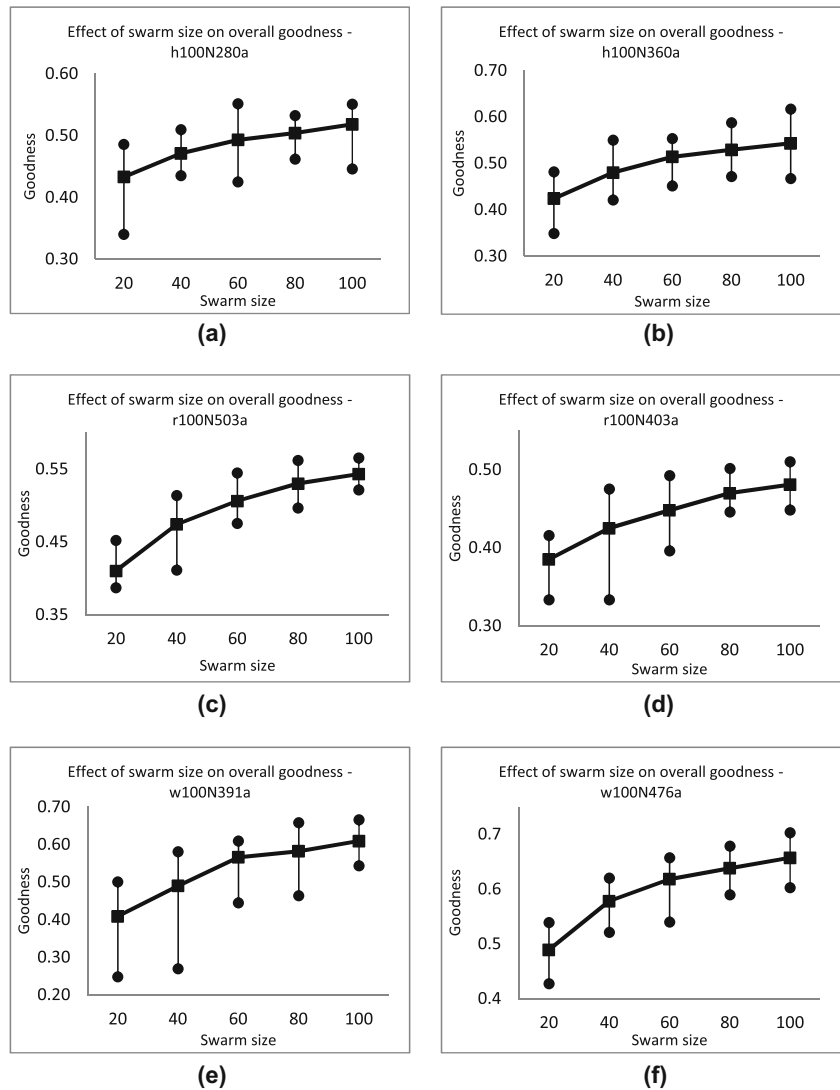 Effect of swarm size on overall goodness -
h100N280a
0.60
0.50
0.40
0.30
Goodness
20 40 60 80 100
Swarm size
(a)
Effect of swarm size on overall goodness -
h100N360a
0.70
0.60
0.50
0.40
0.30
Goodness
20 40 60 80 100
Swarm size
(b)
Effect of swarm size on overall goodness -
r100N503a
0.55
0.45
0.35
Goodness
20 40 60 80 100
Swarm size
(c)
Effect of swarm size on overall goodness -
r100N403a
0.50
0.40
0.30
Goodness
20 40 60 80 100
Swarm size
(d)
Effect of swarm size on overall goodness -
w100N391a
0.70
0.60
0.50
0.40
0.30
0.20
Goodness
20 40 60 80 100
Swarm size
(e)
Effect of swarm size on overall goodness -
w100N476a
0.7
0.6
0.5
0.4
Goodness
20 40 60 80 100
Swarm size
(f)